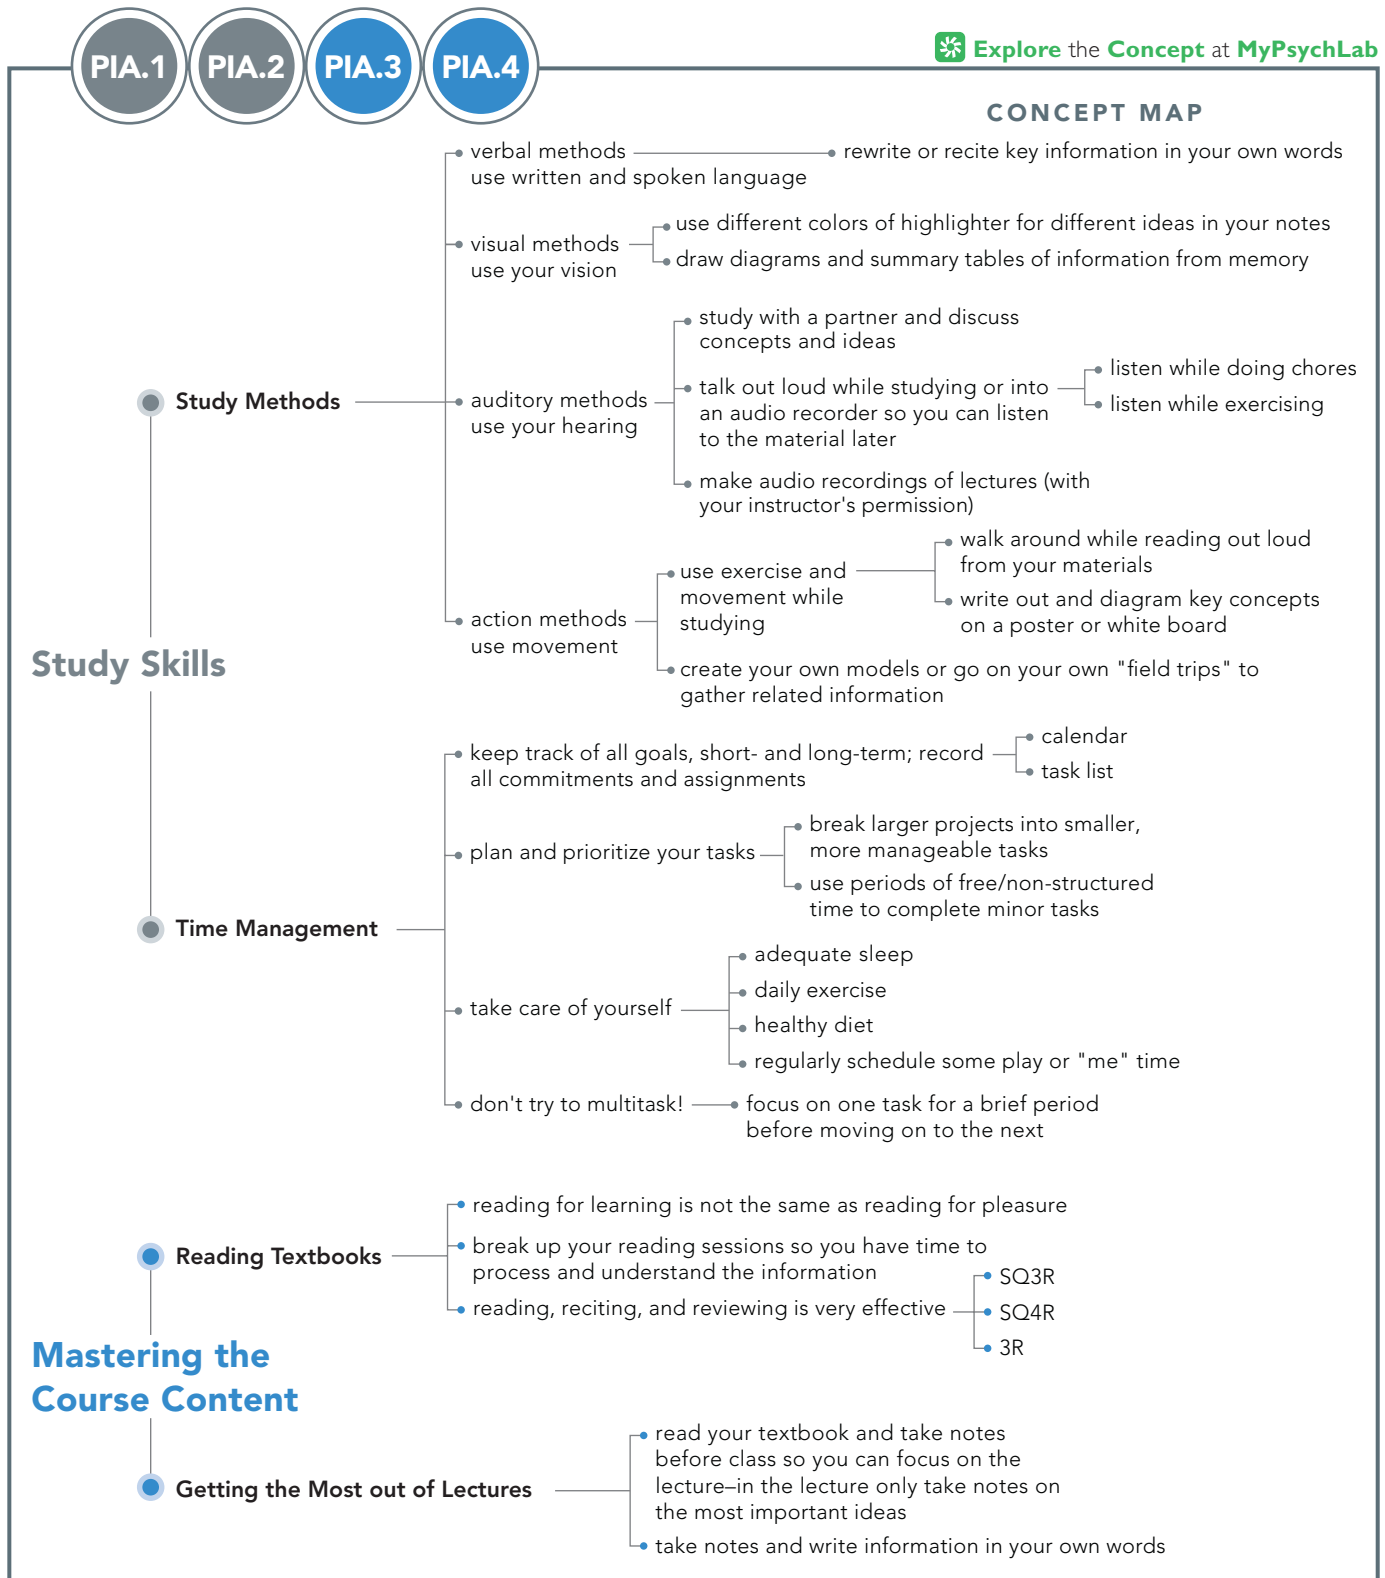 PIA.1 PIA.2 PIA.3 PIA.4
Explore the Concept at MyPsychLab
CONCEPT MAP
Study Skills
Study Methods
verbal methods
use written and spoken language
rewrite or recite key information in your own words
visual methods
use your vision
use different colors of highlighter for different ideas in your notes
draw diagrams and summary tables of information from memory
auditory methods
use your hearing
study with a partner and discuss
concepts and ideas
talk out loud while studying or into
an audio recorder so you can listen
to the material later
listen while doing chores
listen while exercising
make audio recordings of lectures (with
your instructor's permission)
action methods
use movement
use exercise and
movement while
studying
walk around while reading out loud
from your materials
write out and diagram key concepts
on a poster or white board
create your own models or go on your own "field trips" to
gather related information
Time Management
keep track of all goals, short- and long-term; record
all commitments and assignments
calendar
task list
plan and prioritize your tasks
break larger projects into smaller,
more manageable tasks
use periods of free/non-structured
time to complete minor tasks
take care of yourself
adequate sleep
daily exercise
healthy diet
regularly schedule some play or "me" time
don't try to multitask!
focus on one task for a brief period
before moving on to the next
Mastering the
Course Content
Reading Textbooks
reading for learning is not the same as reading for pleasure
break up your reading sessions so you have time to
process and understand the information
reading, reciting, and reviewing is very effective
SQ3R
SQ4R
3R
Getting the Most out of Lectures
read your textbook and take notes
before class so you can focus on the
lecture–in the lecture only take notes on
the most important ideas
take notes and write information in your own words